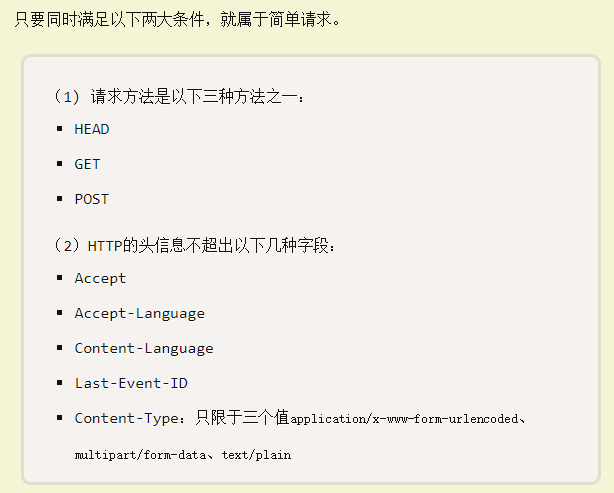 只要同时满足以下两大条件，就属于简单请求。
（1) 请求方法是以下三种方法之一：
HEAD
GET
POST
（2）HTTP的头信息不超出以下几种字段：
Accept
Accept-Language
Content-Language
Last-Event-ID
Content-Type：只限于三个值application/x-www-form-urlencoded、
multipart/form-data、text/plain